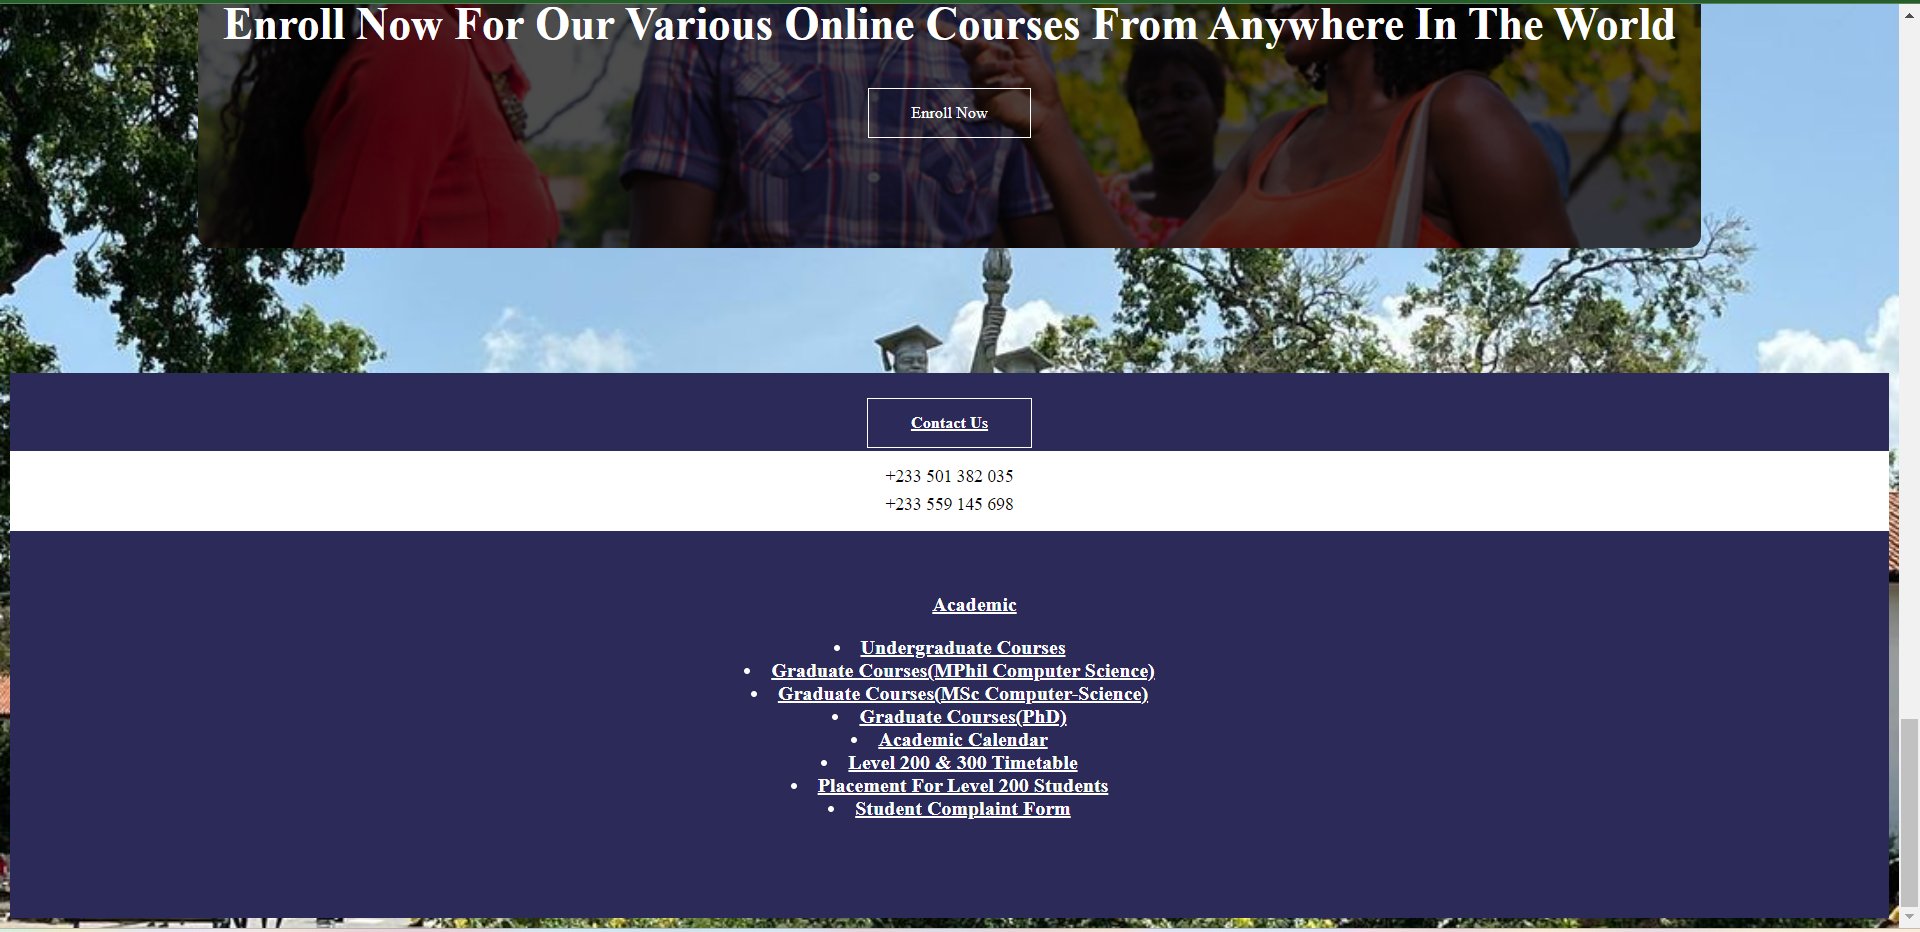 Enroll Now For Our Various Online Courses From Anywhere In The World
Enroll Now
Contact Us
+233 501 382 035
+233 559 145 698
Academic
Undergraduate Courses
Graduate Courses(MPhil Computer Science)
Graduate Courses(MSc Computer-Science)
Graduate Courses(PhD)
Academic Calendar
Level 200 & 300 Timetable
Placement For Level 200 Students
Student Complaint Form